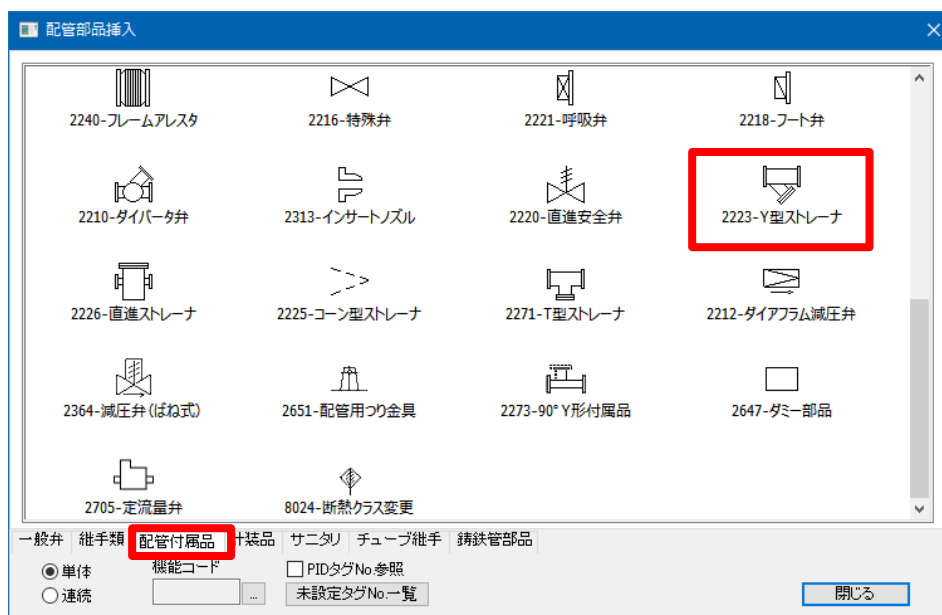 配管部品挿入
2240-フレームアレスタ
2216-特殊弁
2221-呼吸弁
2218-フート弁
2210-ダイバータ弁
2313-インサートノズル
2220-直進安全弁
2223-Y型ストレーナ
2226-直進ストレーナ
2225-コーン型ストレーナ
2271-T型ストレーナ
2212-ダイアフラム減圧弁
2364-減圧弁(ばね式)
2651-配管用つり金具
2273-90°Y形付属品
2647-ダミー部品
2705-定流量弁
8024-断熱クラス変更
一般弁 継手類 配管付属品 計装品 サニタリ チューブ継手 鋳鉄管部品
単体 機能コード PIDタグNo.参照
連続 ... 未設定タグNo.一覧 閉じる